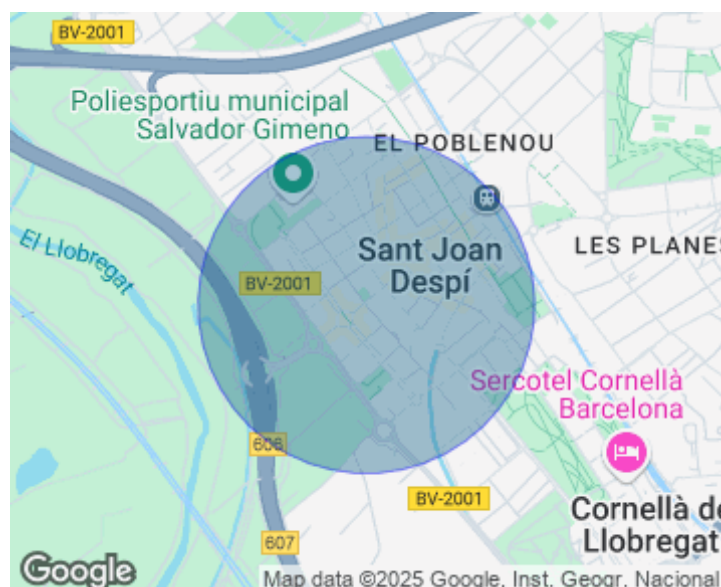 BV-2001
Poliesportiu municipal
Salvador Gimeno
EL POBLENOU
El Llobregat
Sant Joan
Despí
LES PLANES
BV-2001
Sercotel Cornellà
Barcelona
606
BV-2001
Cornellà de
Llobregat
607
Google
Map data ©2025 Google, Inst. Geogr. Nacional